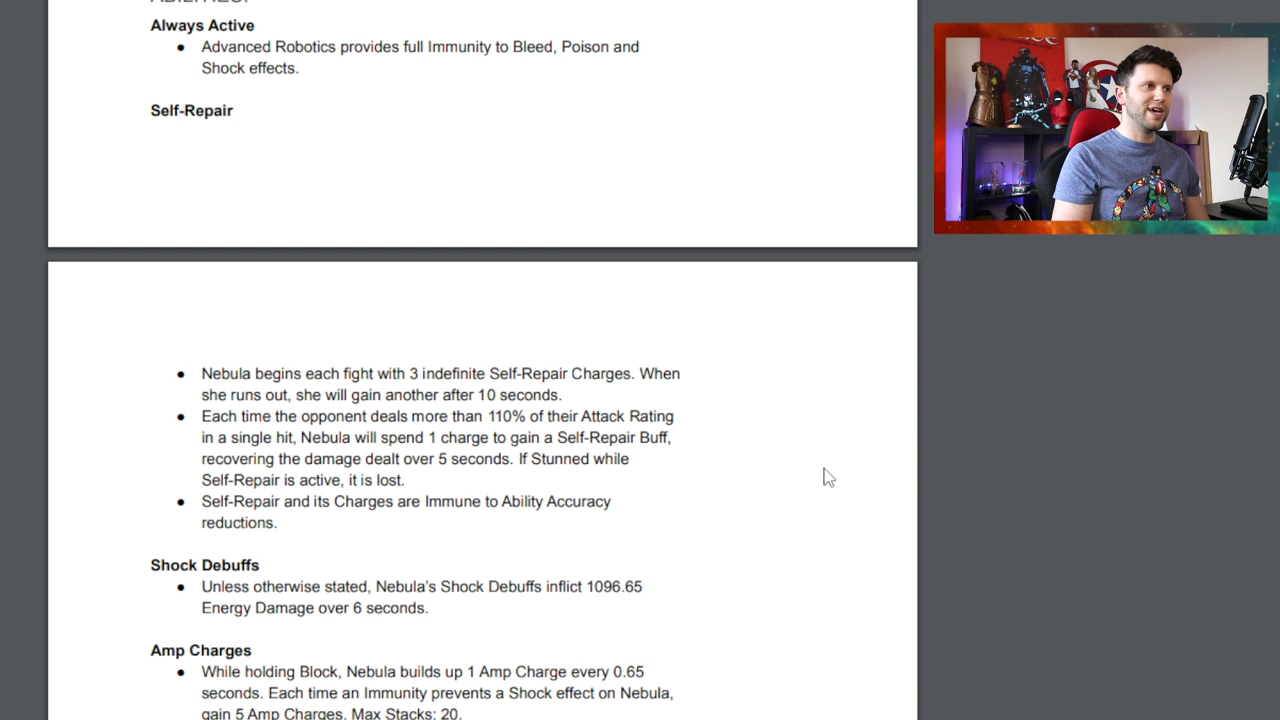 Always Active
● Advanced Robotics provides full Immunity to Bleed, Poison and
Shock effects.
Self-Repair
● Nebula begins each fight with 3 indefinite Self-Repair Charges. When
she runs out, she will gain another after 10 seconds.
● Each time the opponent deals more than 110% of their Attack Rating
in a single hit, Nebula will spend 1 charge to gain a Self-Repair Buff,
recovering the damage dealt over 5 seconds. If Stunned while
Self-Repair is active, it is lost.
● Self-Repair and its Charges are Immune to Ability Accuracy
reductions.
Shock Debuffs
● Unless otherwise stated, Nebula's Shock Debuffs inflict 1096.65
Energy Damage over 6 seconds.
Amp Charges
● While holding Block, Nebula builds up 1 Amp Charge every 0.65
seconds. Each time an Immunity prevents a Shock effect on Nebula,
gain 5 Amp Charges. Max Stacks: 20.